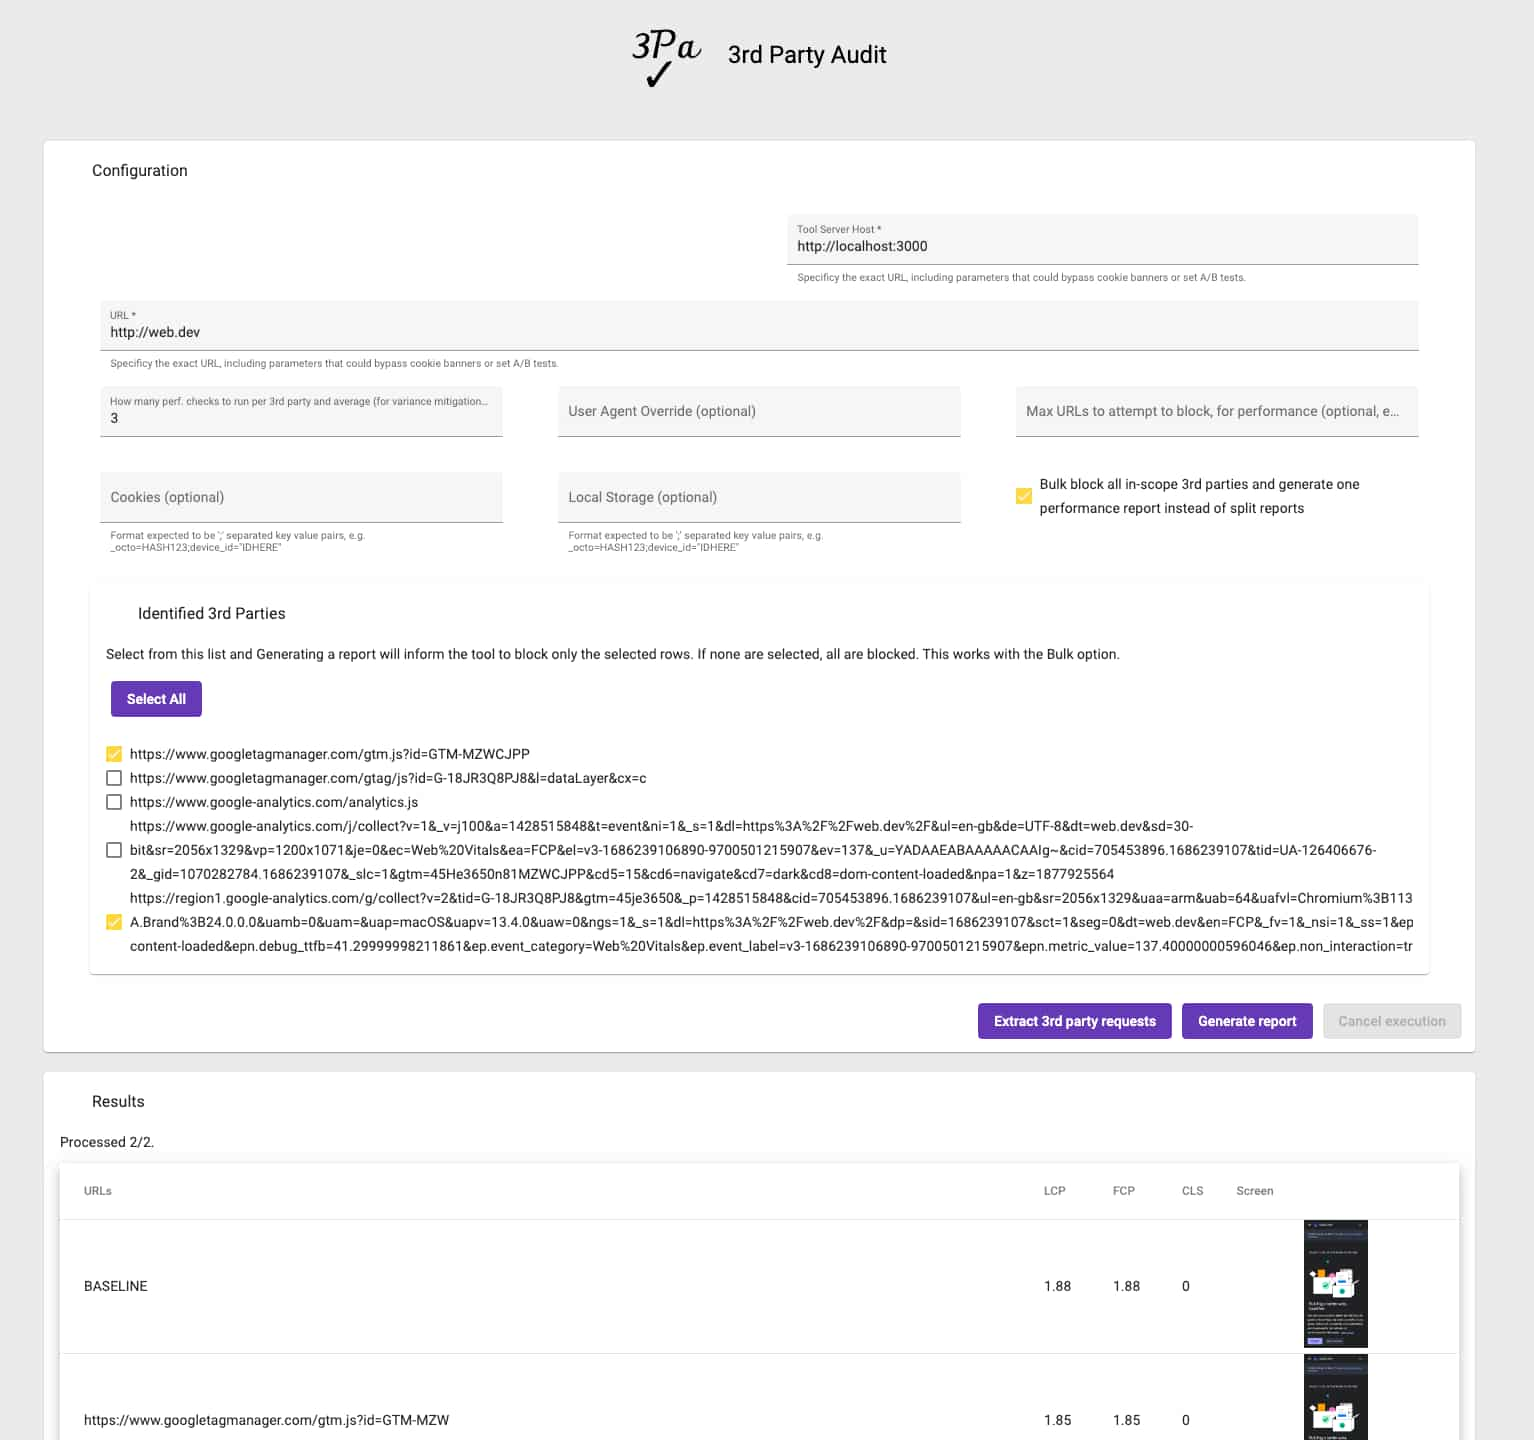 3Pa
3rd Party Audit
Configuration
Tool Server Host *
http://localhost:3000
Specificy the exact URL, including parameters that could bypass cookie banners or set A/B tests.
URL *
http://web.dev
Specificy the exact URL, including parameters that could bypass cookie banners or set A/B tests.
How many perf. checks to run per 3rd party and average (for variance mitigation...
3
User Agent Override (optional)
Max URLs to attempt to block, for performance (optional, e...
Cookies (optional)
Format expected to be ';' separated key value pairs, e.g.
_octo=HASH123;device_id="IDHERE"
Local Storage (optional)
Format expected to be ';' separated key value pairs, e.g.
_octo=HASH123;device_id="IDHERE"
Bulk block all in-scope 3rd parties and generate one
performance report instead of split reports
Identified 3rd Parties
Select from this list and Generating a report will inform the tool to block only the selected rows. If none are selected, all are blocked. This works with the Bulk option.
Select All
https://www.googletagmanager.com/gtm.js?id=GTM-MZWCJPP
https://www.googletagmanager.com/gtag/js?id=G-18JR3Q8PJ8&l=dataLayer&cx=c
https://www.google-analytics.com/analytics.js
https://www.google-analytics.com/j/collect?v=1&_v=j100&a=1428515848&t=event&ni=1&_s=1&dl=https%3A%2F%2Fweb.dev%2F&ul=en-gb&de=UTF-8&dt=web.dev&sd=30-
bit&sr=2056x1329&vp=1200x1071&je=0&ec=Web%20Vitals&ea=FCP&el=v3-1686239106890-9700501215907&ev=137&_u=YADAAEABAAAAACAAIg~&cid=705453896.1686239107&tid=UA-126406676-
2&_gid=1070282784.1686239107&_slc=1&gtm=45He3650n81MZWCJPP&cd5=15&cd6=navigate&cd7=dark&cd8=dom-content-loaded&npa=1&z=1877925564
https://region1.google-analytics.com/g/collect?v=2&tid=G-18JR3Q8PJ8&gtm=45je3650&_p=1428515848&cid=705453896.1686239107&ul=en-gb&sr=2056x1329&uaa=arm&uab=64&uafvl=Chromium%3B113
A.Brand%3B24.0.0.0&uamb=0&uam=&uap=macOS&uapv=13.4.0&uaw=0&ngs=1&_s=1&dl=https%3A%2F%2Fweb.dev%2F&dp=&sid=1686239107&sct=1&seg=0&dt=web.dev&en=FCP&_fv=1&_nsi=1&_ss=1&ep
content-loaded&epn.debug_ttfb=41.29999998211861&ep.event_category=Web%20Vitals&ep.event_label=v3-1686239106890-9700501215907&epn.metric_value=137.40000000596046&ep.non_interaction=tr
Extract 3rd party requests
Generate report
Cancel execution
Results
Processed 2/2.
URLs LCP FCP CLS Screen
BASELINE 1.88 1.88 0
https://www.googletagmanager.com/gtm.js?id=GTM-MZW 1.85 1.85 0